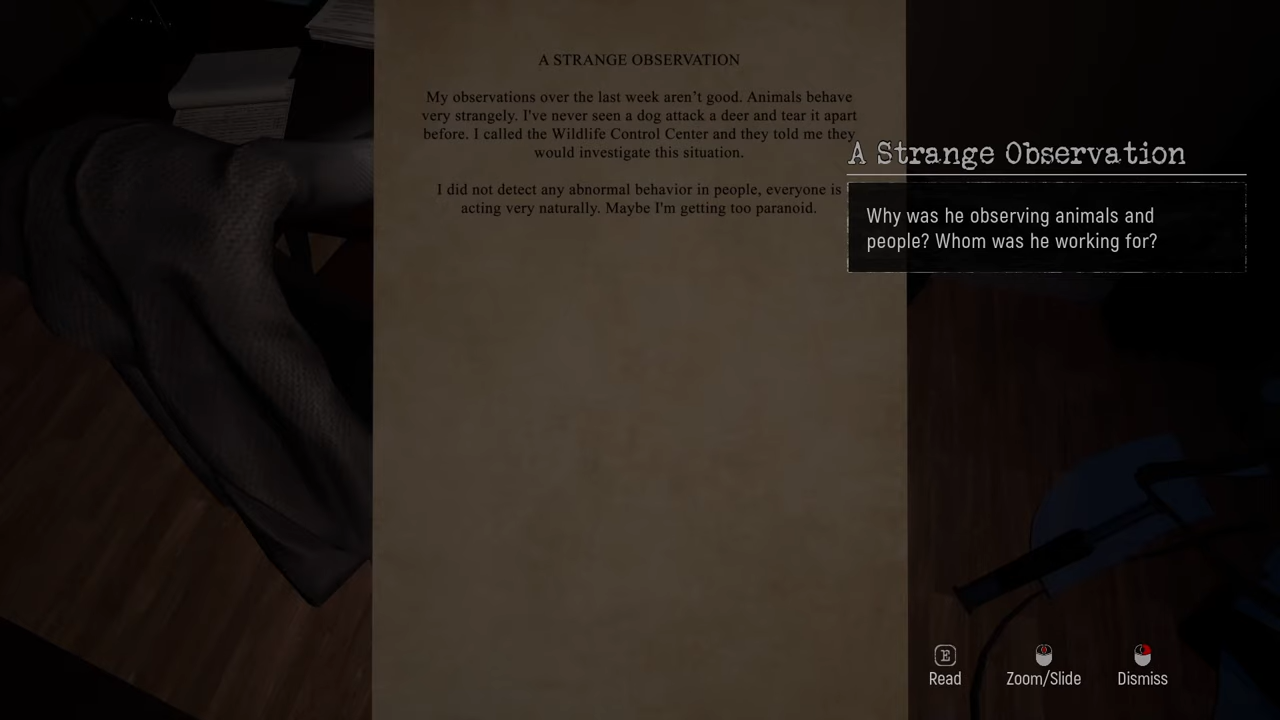 A STRANGE OBSERVATION
My observations over the last week aren't good. Animals behave
very strangely. I've never seen a dog attack a deer and tear it apart
before. I called the Wildlife Control Center and they told me they
would investigate this situation.
I did not detect any abnormal behavior in people, everyone is
acting very naturally. Maybe I'm getting too paranoid.
A Strange Observation
Why was he observing animals and
people? Whom was he working for?
E
Read
Zoom/Slide
Dismiss